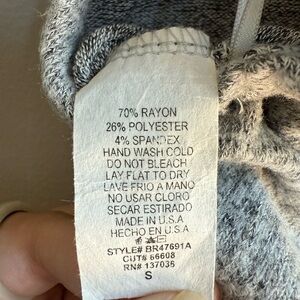 70% RAYON
26% POLYESTER
4% SPANDEX
HAND WASH COLD
DO NOT BLEACH
LAY FLAT TO DRY
LAVE FRIO A MANO
NO USAR CLORO
SECAR ESTIRADO
MADE IN U.S.A
HECHO EN U.S.A
STYLE# BR47691A
CUT# 66608
RN# 137036
S